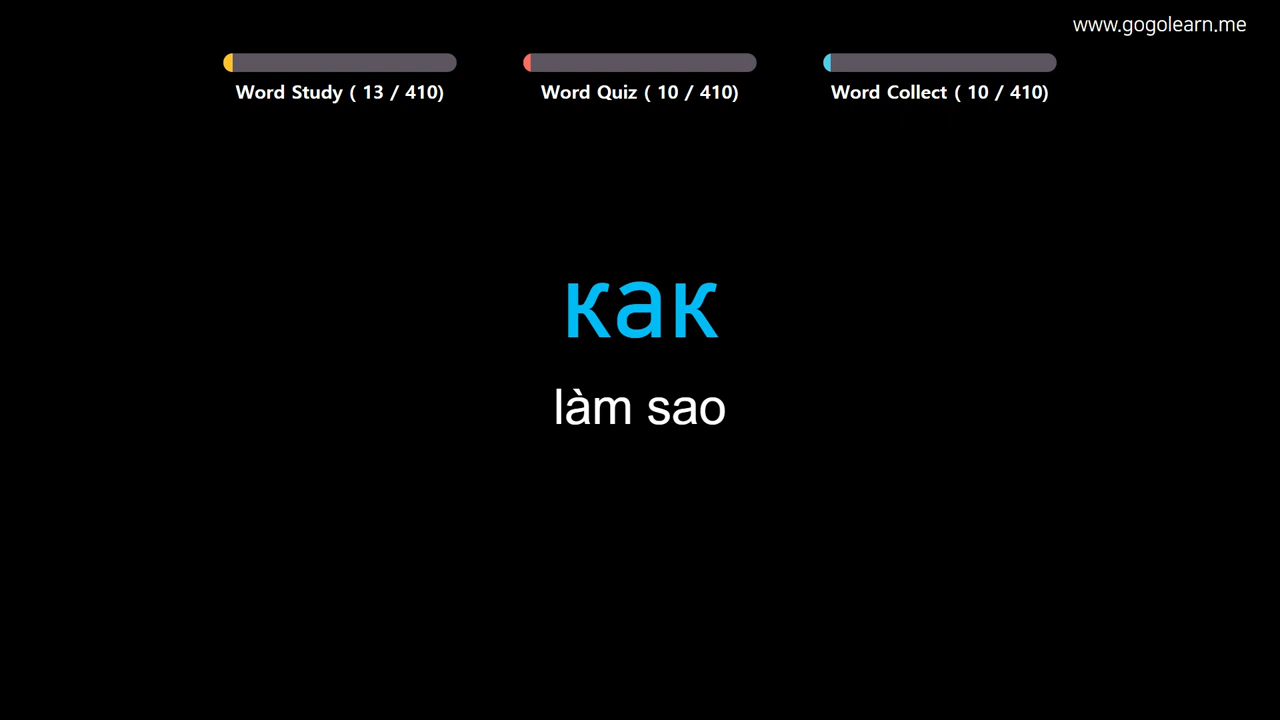 www.gogolearn.me
Word Study ( 13 / 410)
Word Quiz ( 10 / 410)
Word Collect ( 10 / 410)
как
làm sao